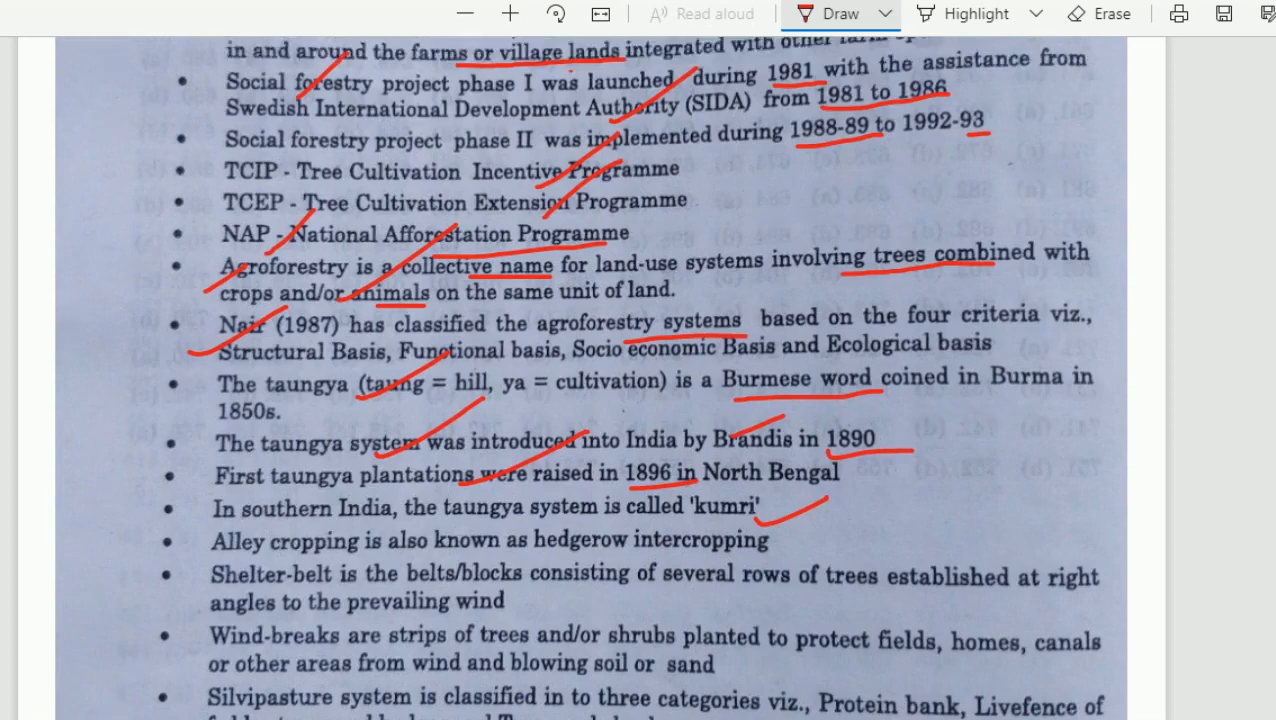 Read aloud
Draw
Highlight
Erase
in and around the farms or village lands integrated with other
• Social forestry project phase I was launched during 1981 with the assistance from
Swedish International Development Authority (SIDA) from 1981 to 1986
• Social forestry project phase II was implemented during 1988-89 to 1992-93
• TCIP - Tree Cultivation Incentive Programme
• TCEP - Tree Cultivation Extension Programme
• NAP - National Afforestation Programme
• Agroforestry is a collective name for land-use systems involving trees combined with
crops and/or animals on the same unit of land.
• Nair (1987) has classified the agroforestry systems based on the four criteria viz.,
Structural Basis, Functional basis, Socio economic Basis and Ecological basis
• The taungya (taung = hill, ya = cultivation) is a Burmese word coined in Burma in
1850s.
• The taungya system was introduced into India by Brandis in 1890
• First taungya plantations were raised in 1896 in North Bengal
• In southern India, the taungya system is called 'kumri'
• Alley cropping is also known as hedgerow intercropping
• Shelter-belt is the belts/blocks consisting of several rows of trees established at right
angles to the prevailing wind
• Wind-breaks are strips of trees and/or shrubs planted to protect fields, homes, canals
or other areas from wind and blowing soil or sand
• Silvipasture system is classified in to three categories viz., Protein bank, Livefence of